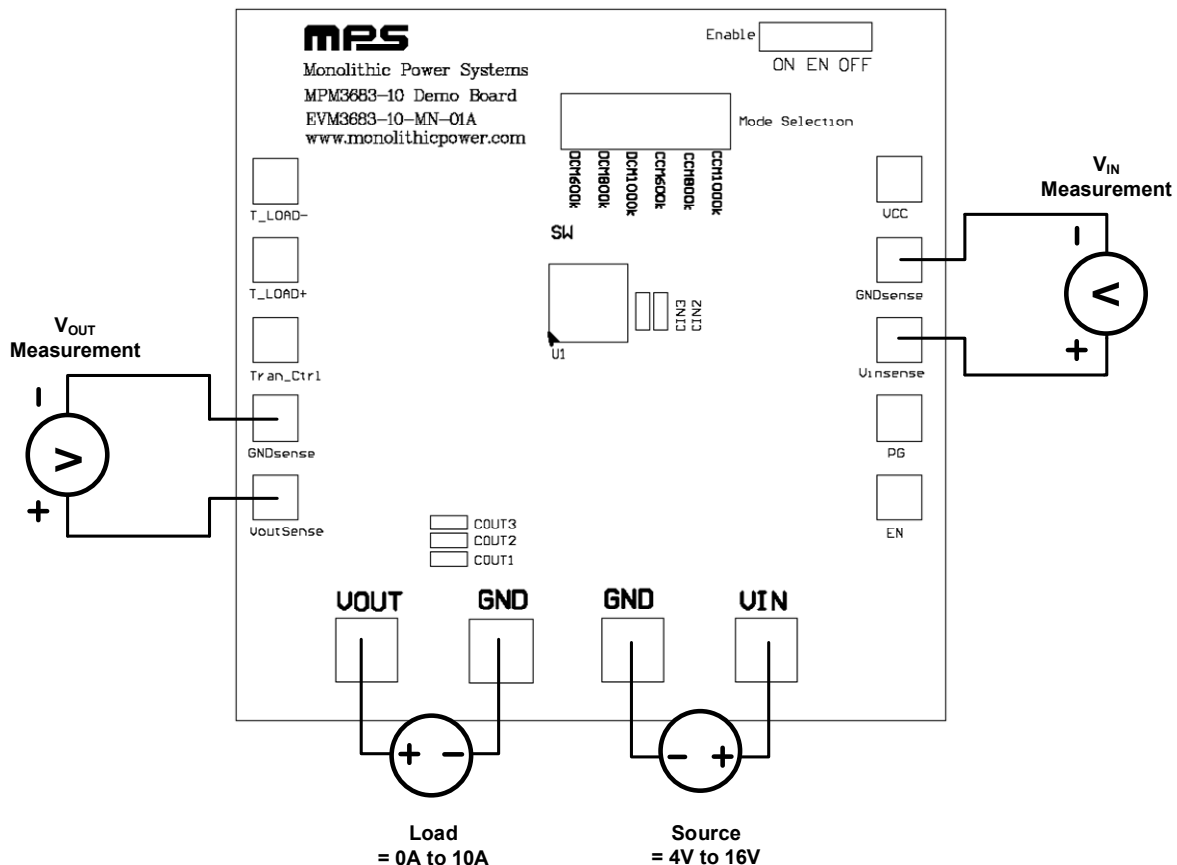 mps
Monolithic Power Systems
MPM3683-10 Demo Board
EVM3683-10-MN-01A
www.monolithicpower.com
Enable
ON EN OFF
Mode Selection
DCM600k
DCM800k
DCM1000k
CCM600k
CCM800k
CCM1000k
SW
U1
CIN3
CIN2
T_LOAD-
T_LOAD+
Tran_Ctrl
GNDsense
VoutSense
VOUT
Measurement
-
V
+
VCC
GNDsense
Vinsense
PG
EN
VIN
Measurement
-
V
+
COUT3
COUT2
COUT1
VOUT
GND
GND
VIN
+ -
- +
Load
= 0A to 10A
Source
= 4V to 16V